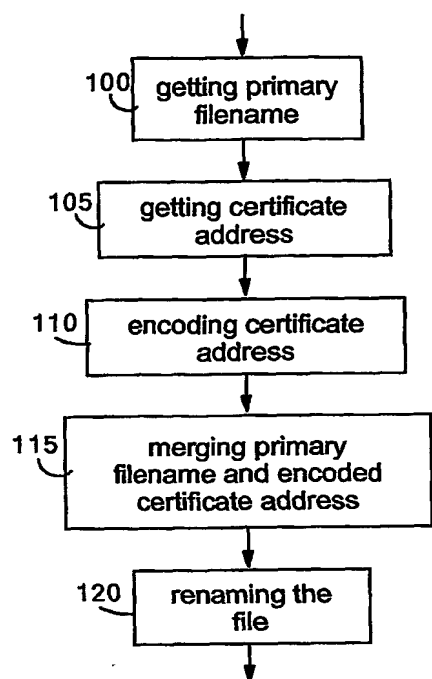 100
getting primary
filename
105
getting certificate
address
110
encoding certificate
address
115
merging primary
filename and encoded
certificate address
120
renaming the
file